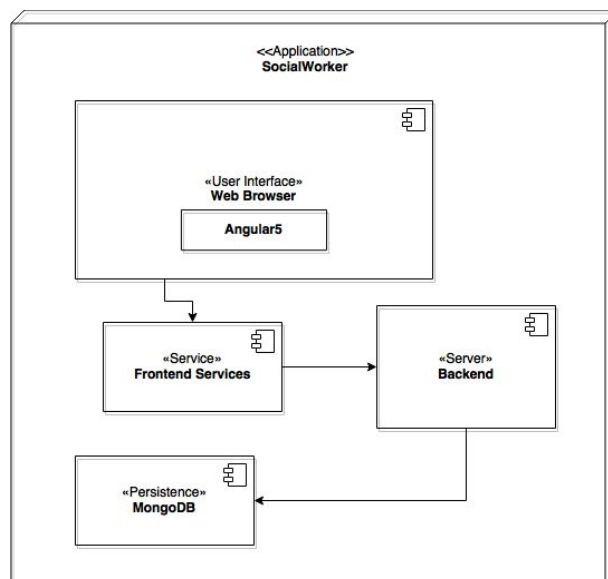 <<Application>>
SocialWorker
«User Interface»
Web Browser
Angular5
«Service»
Frontend Services
«Server»
Backend
«Persistence»
MongoDB